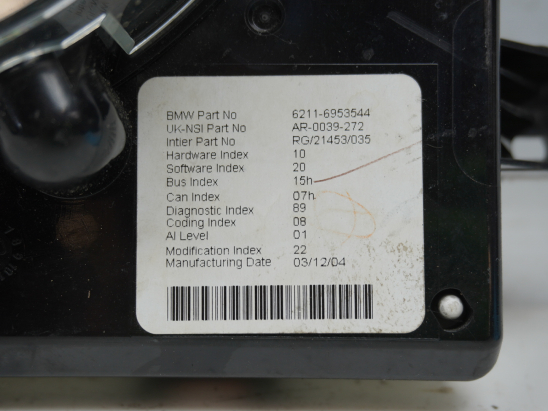 BMW Part No 6211-6953544
UK-NSI Part No AR-0039-272
Intier Part No RG/21453/035
Hardware Index 10
Software Index 20
Bus Index 15h
Can Index 07h
Diagnostic Index 89
Coding Index 08
AI Level 01
Modification Index 22
Manufacturing Date 03/12/04